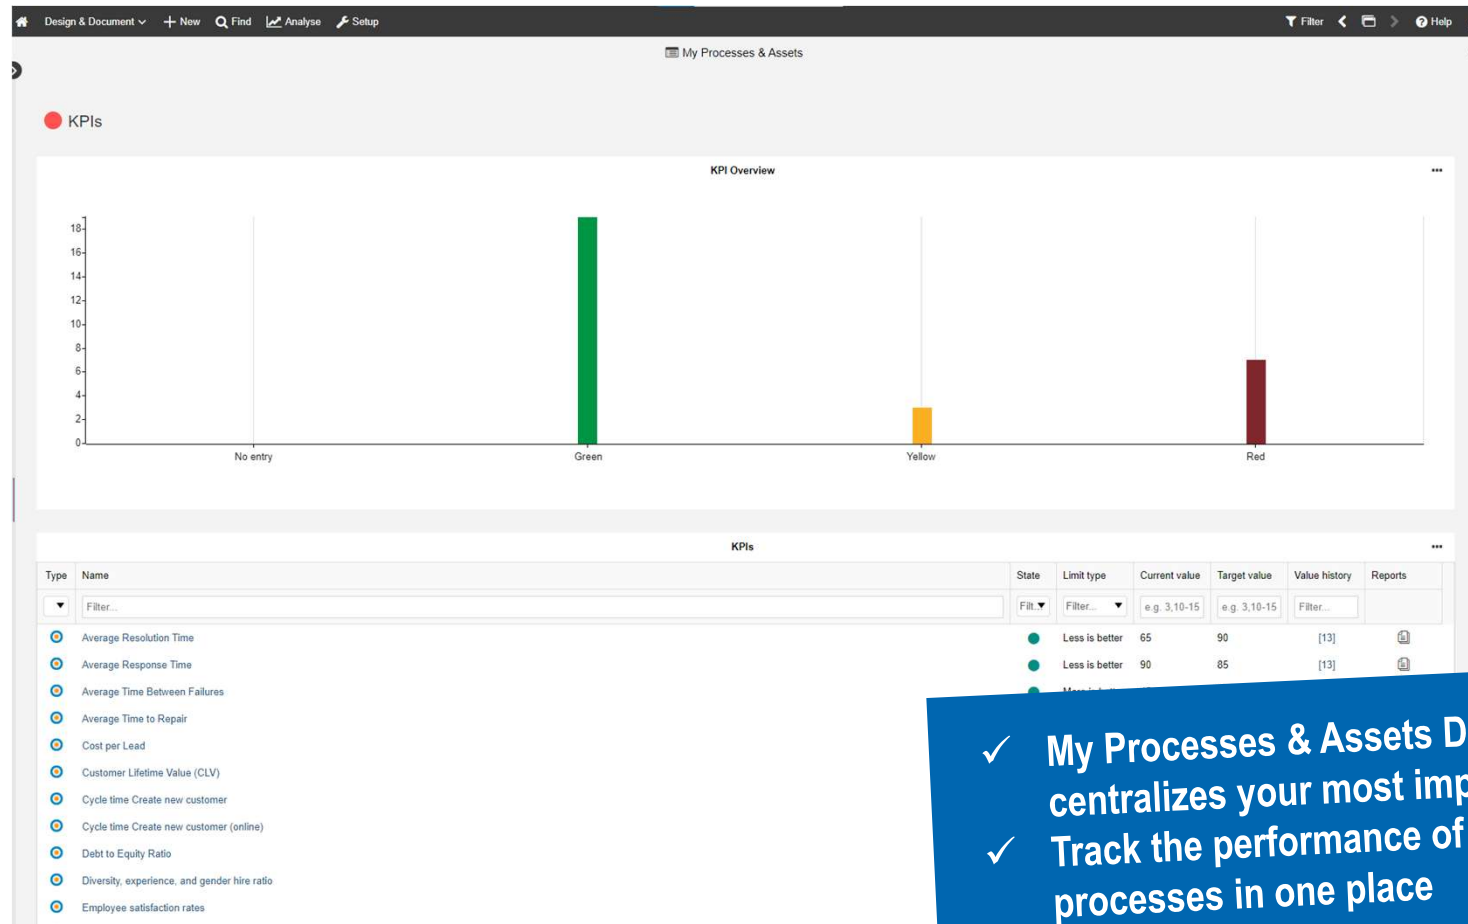 Design & Document New Find Analyse Setup Filter Help
My Processes & Assets
KPIs
KPI Overview
18
16
14
12
10
8
6
4
2
0
No entry Green Yellow Red
KPIs
Type Name State Limit type Current value Target value Value history Reports
Filter... Filt.. Filter... e.g. 3,10-15 e.g. 3,10-15 Filter...
Average Resolution Time Less is better 65 90 [13]
Average Response Time Less is better 90 85 [13]
Average Time Between Failures
Average Time to Repair
Cost per Lead
Customer Lifetime Value (CLV)
Cycle time Create new customer
Cycle time Create new customer (online)
Debt to Equity Ratio
Diversity, experience, and gender hire ratio
Employee satisfaction rates
✓ My Processes & Assets D
centralizes your most imp
✓ Track the performance of
processes in one place